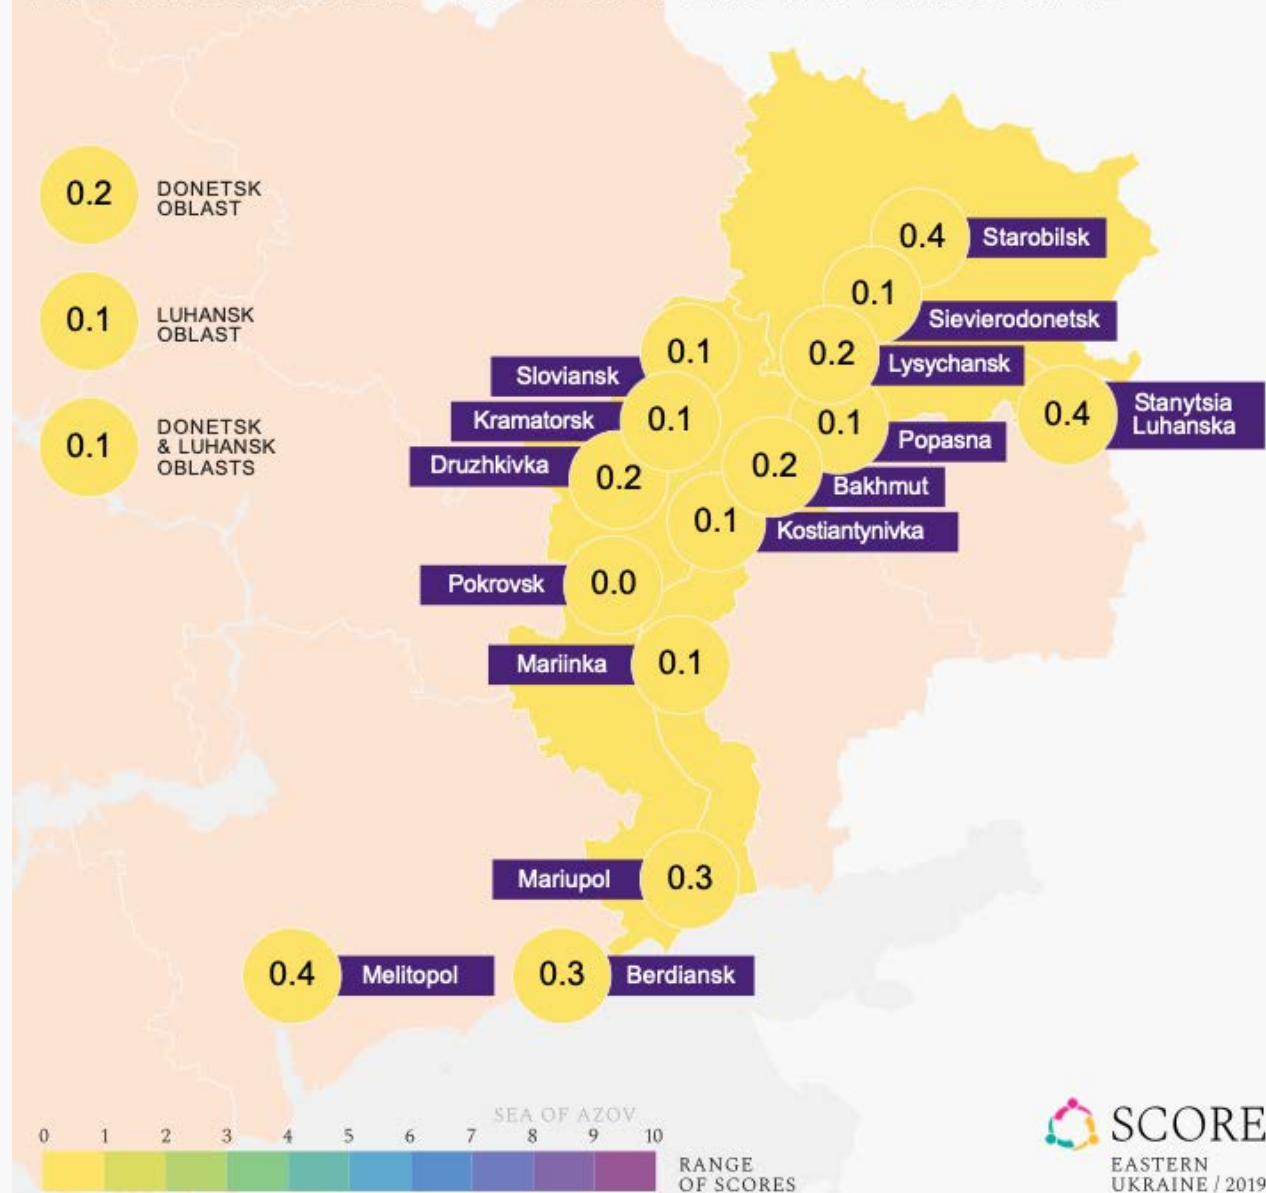 0.2
DONETSK
OBLAST
0.1
LUHANSK
OBLAST
0.1
DONETSK
& LUHANSK
OBLASTS
0.4
Starobilsk
0.1
Sievierodonetsk
0.1
Sloviansk
0.2
Lysychansk
0.1
Kramatorsk
0.1
Popasna
0.4
Stanytsia
Luhanska
0.2
Druzhkivka
0.2
Bakhmut
0.1
Kostiantynivka
Pokrovsk
0.0
Mariinka
0.1
Mariupol
0.3
0.4
Melitopol
0.3
Berdiansk
SEA OF AZOV
0 1 2 3 4 5 6 7 8 9 10
RANGE
OF SCORES
SCORE
EASTERN
UKRAINE / 2019